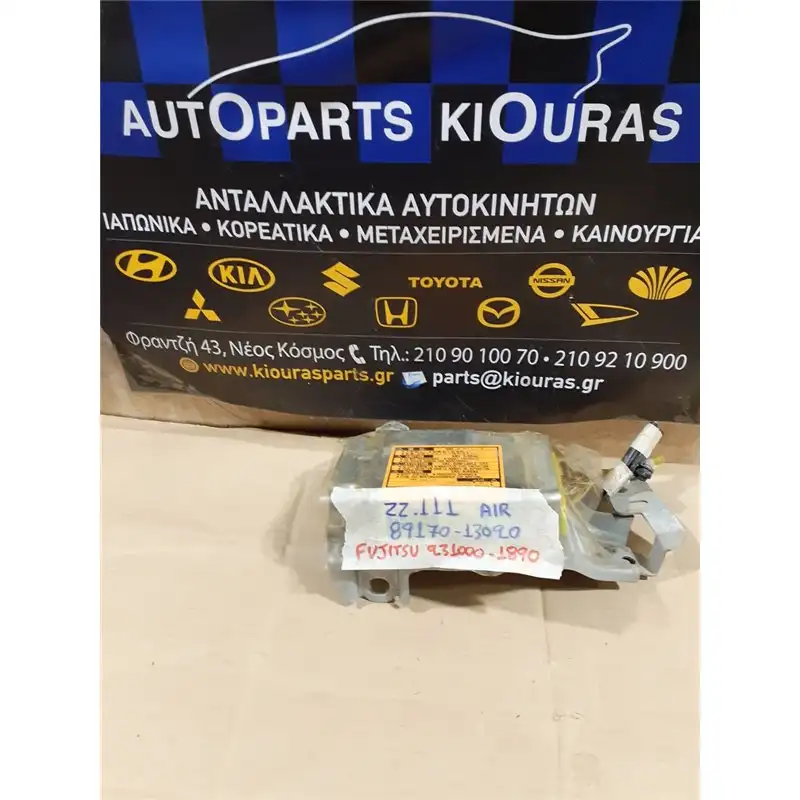 AUTOPARTS KIOURAS
ΑΝΤΑΛΛΑΚΤΙΚΑ ΑΥΤΟΚΙΝΗΤΩΝ
ΙΑΠΩΝΙΚΑ • ΚΟΡΕΑΤΙΚΑ • ΜΕΤΑΧΕΙΡΙΣΜΕΝΑ • ΚΑΙΝΟΥΡΓΙΑ
KIA TOYOTA NISSAN
Φραντζή 43, Νέος Κόσμος Τηλ.: 210 90 100 70 • 210 92 10 900
www.kiourasparts.gr parts@kiouras.gr
ZZ.111 AIR
89170-13090
FUJITSU 231000-1890